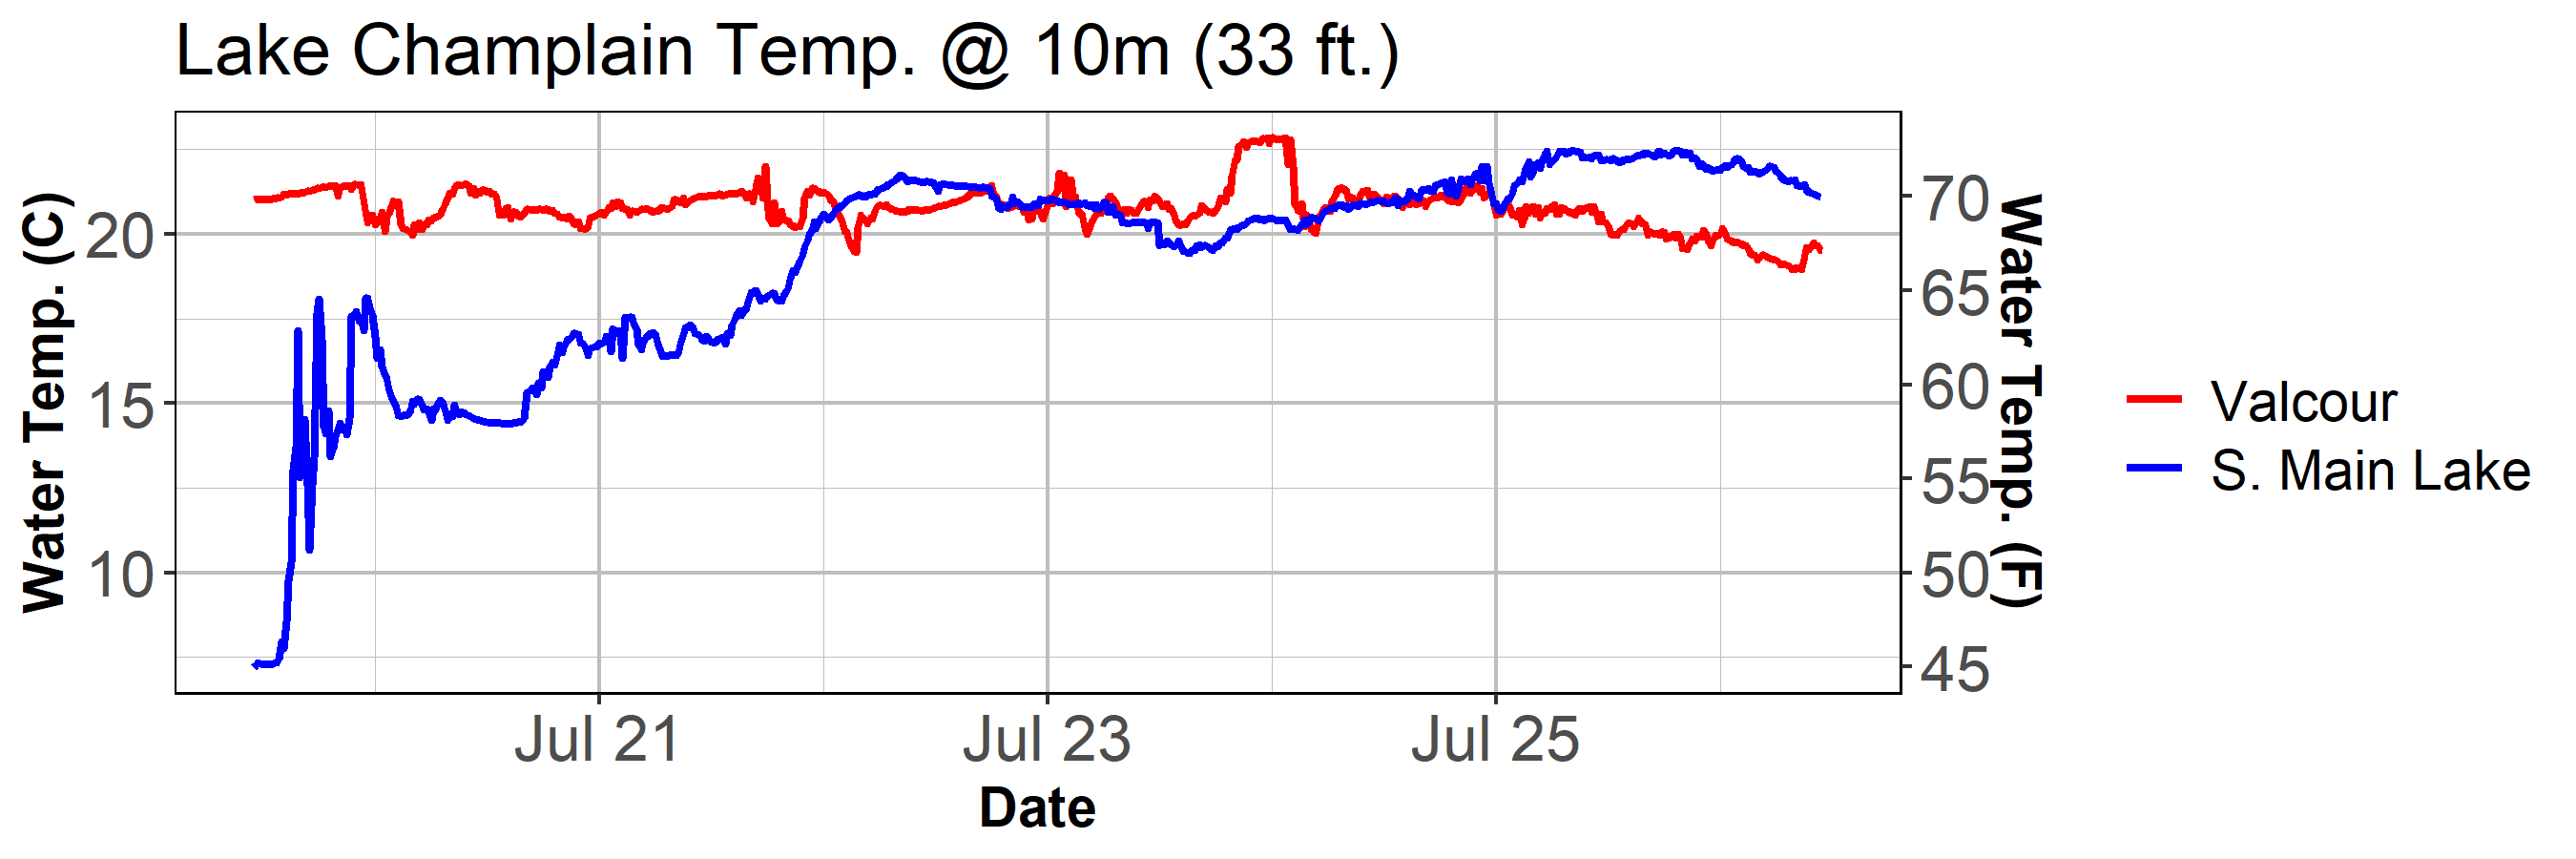 Lake Champlain Temp. @ 10m (33 ft.)
Water Temp. (C)
20
15
10
70
65
60
55
50
45
Water Temp. (F)
Jul 21
Jul 23
Jul 25
Date
Valcour
S. Main Lake